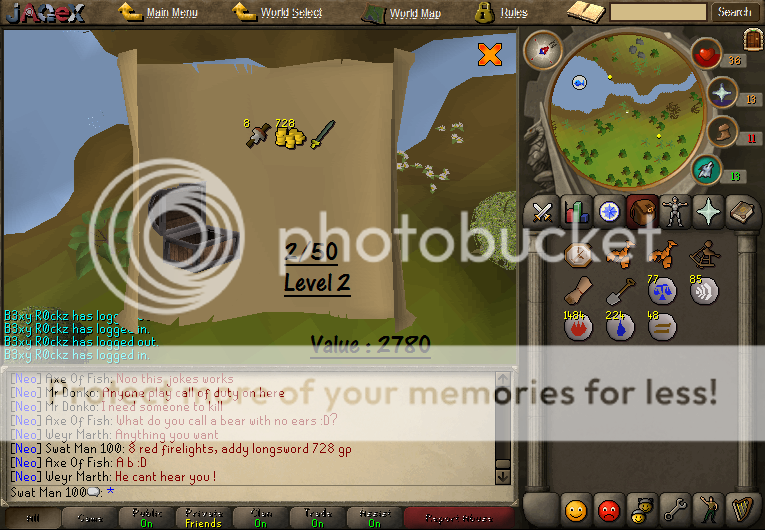 JAGEX
Main Menu
World Select
World Map
Rules
Search
8
728
36
13
11
13
photobucket
2/50
Level 2
77
85
1484
224
48
B3xy R0ckz has logg
B3xy R0ckz has logged in.
B3xy R0ckz has logged out.
B3xy R0ckz has logged in.
Value : 2780
Protect more of your memories for less!
[Neo] Axe Of Fish: Noo this jokes works
[Neo] Mr Donko: Anyone play call of duty on here
[Neo] Mr Donko: I need someone to kill
[Neo] Axe Of Fish: What do you call a bear with no ears :D?
[Neo] Weyr Marth: Anything you want
[Neo] Swat Man 100: 8 red firelights, addy longsword 728 gp
[Neo] Axe Of Fish: A b :D
[Neo] Weyr Marth: He cant hear you !
Swat Man 100: *
All
Game
Public
On
Private
Friends
Clan
On
Trade
On
Assist
On
Report Abuse